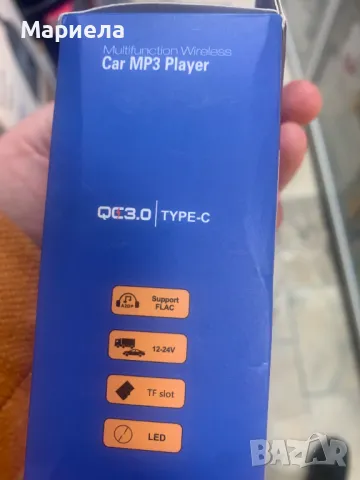 Мариела
Multifunction Wireless
Car MP3 Player
QC3.0 | TYPE-C
Support
FLAC
12-24V
TF slot
LED
BAZAR